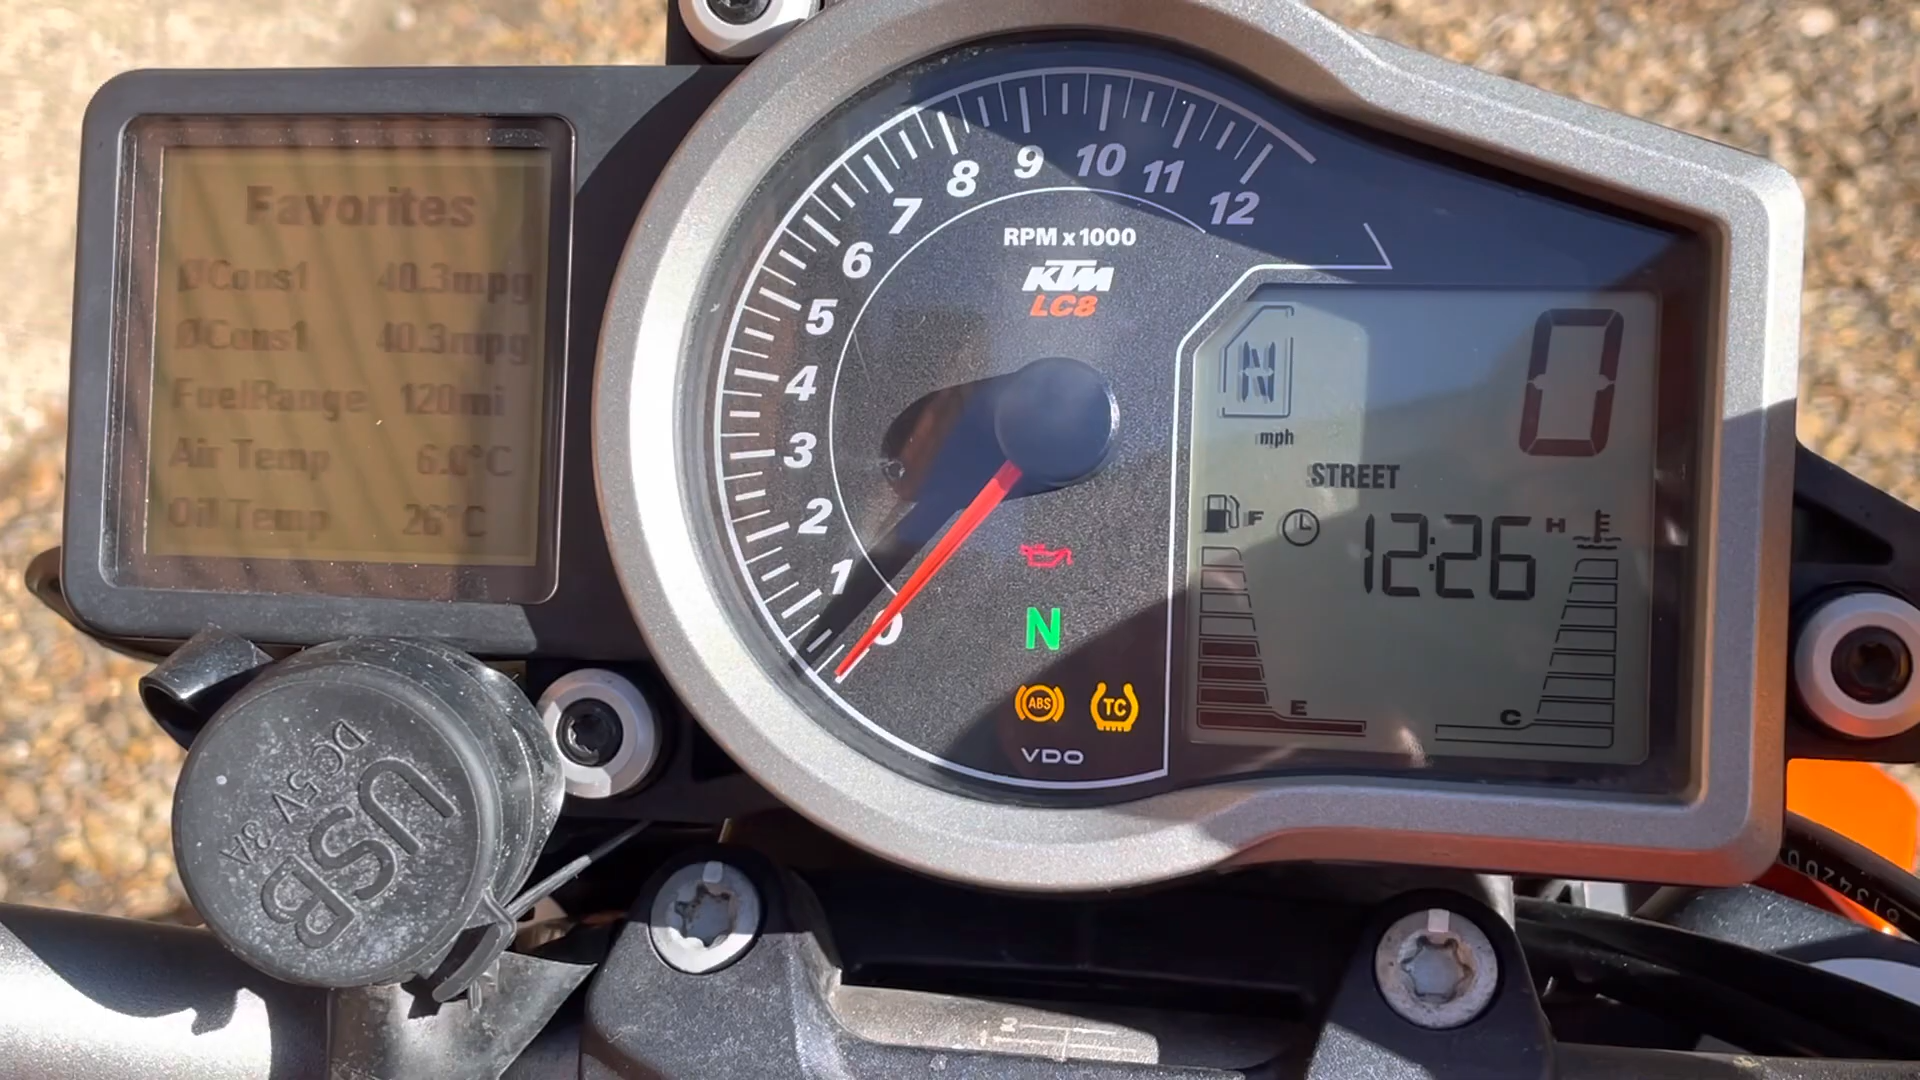 Favorites
ØCons1 40.3mpg
ØCons1 40.3mpg
FuelRange 120mi
Air Temp 6.0°C
Oil Temp 26°C
0
1
2
3
4
5
6
7
8
9
10
11
12
RPM x 1000
KTM
LC8
N
ABS
TC
VDO
N
0
mph
STREET
F
12:26
H
E
C
USB
DC 5V 3A
2